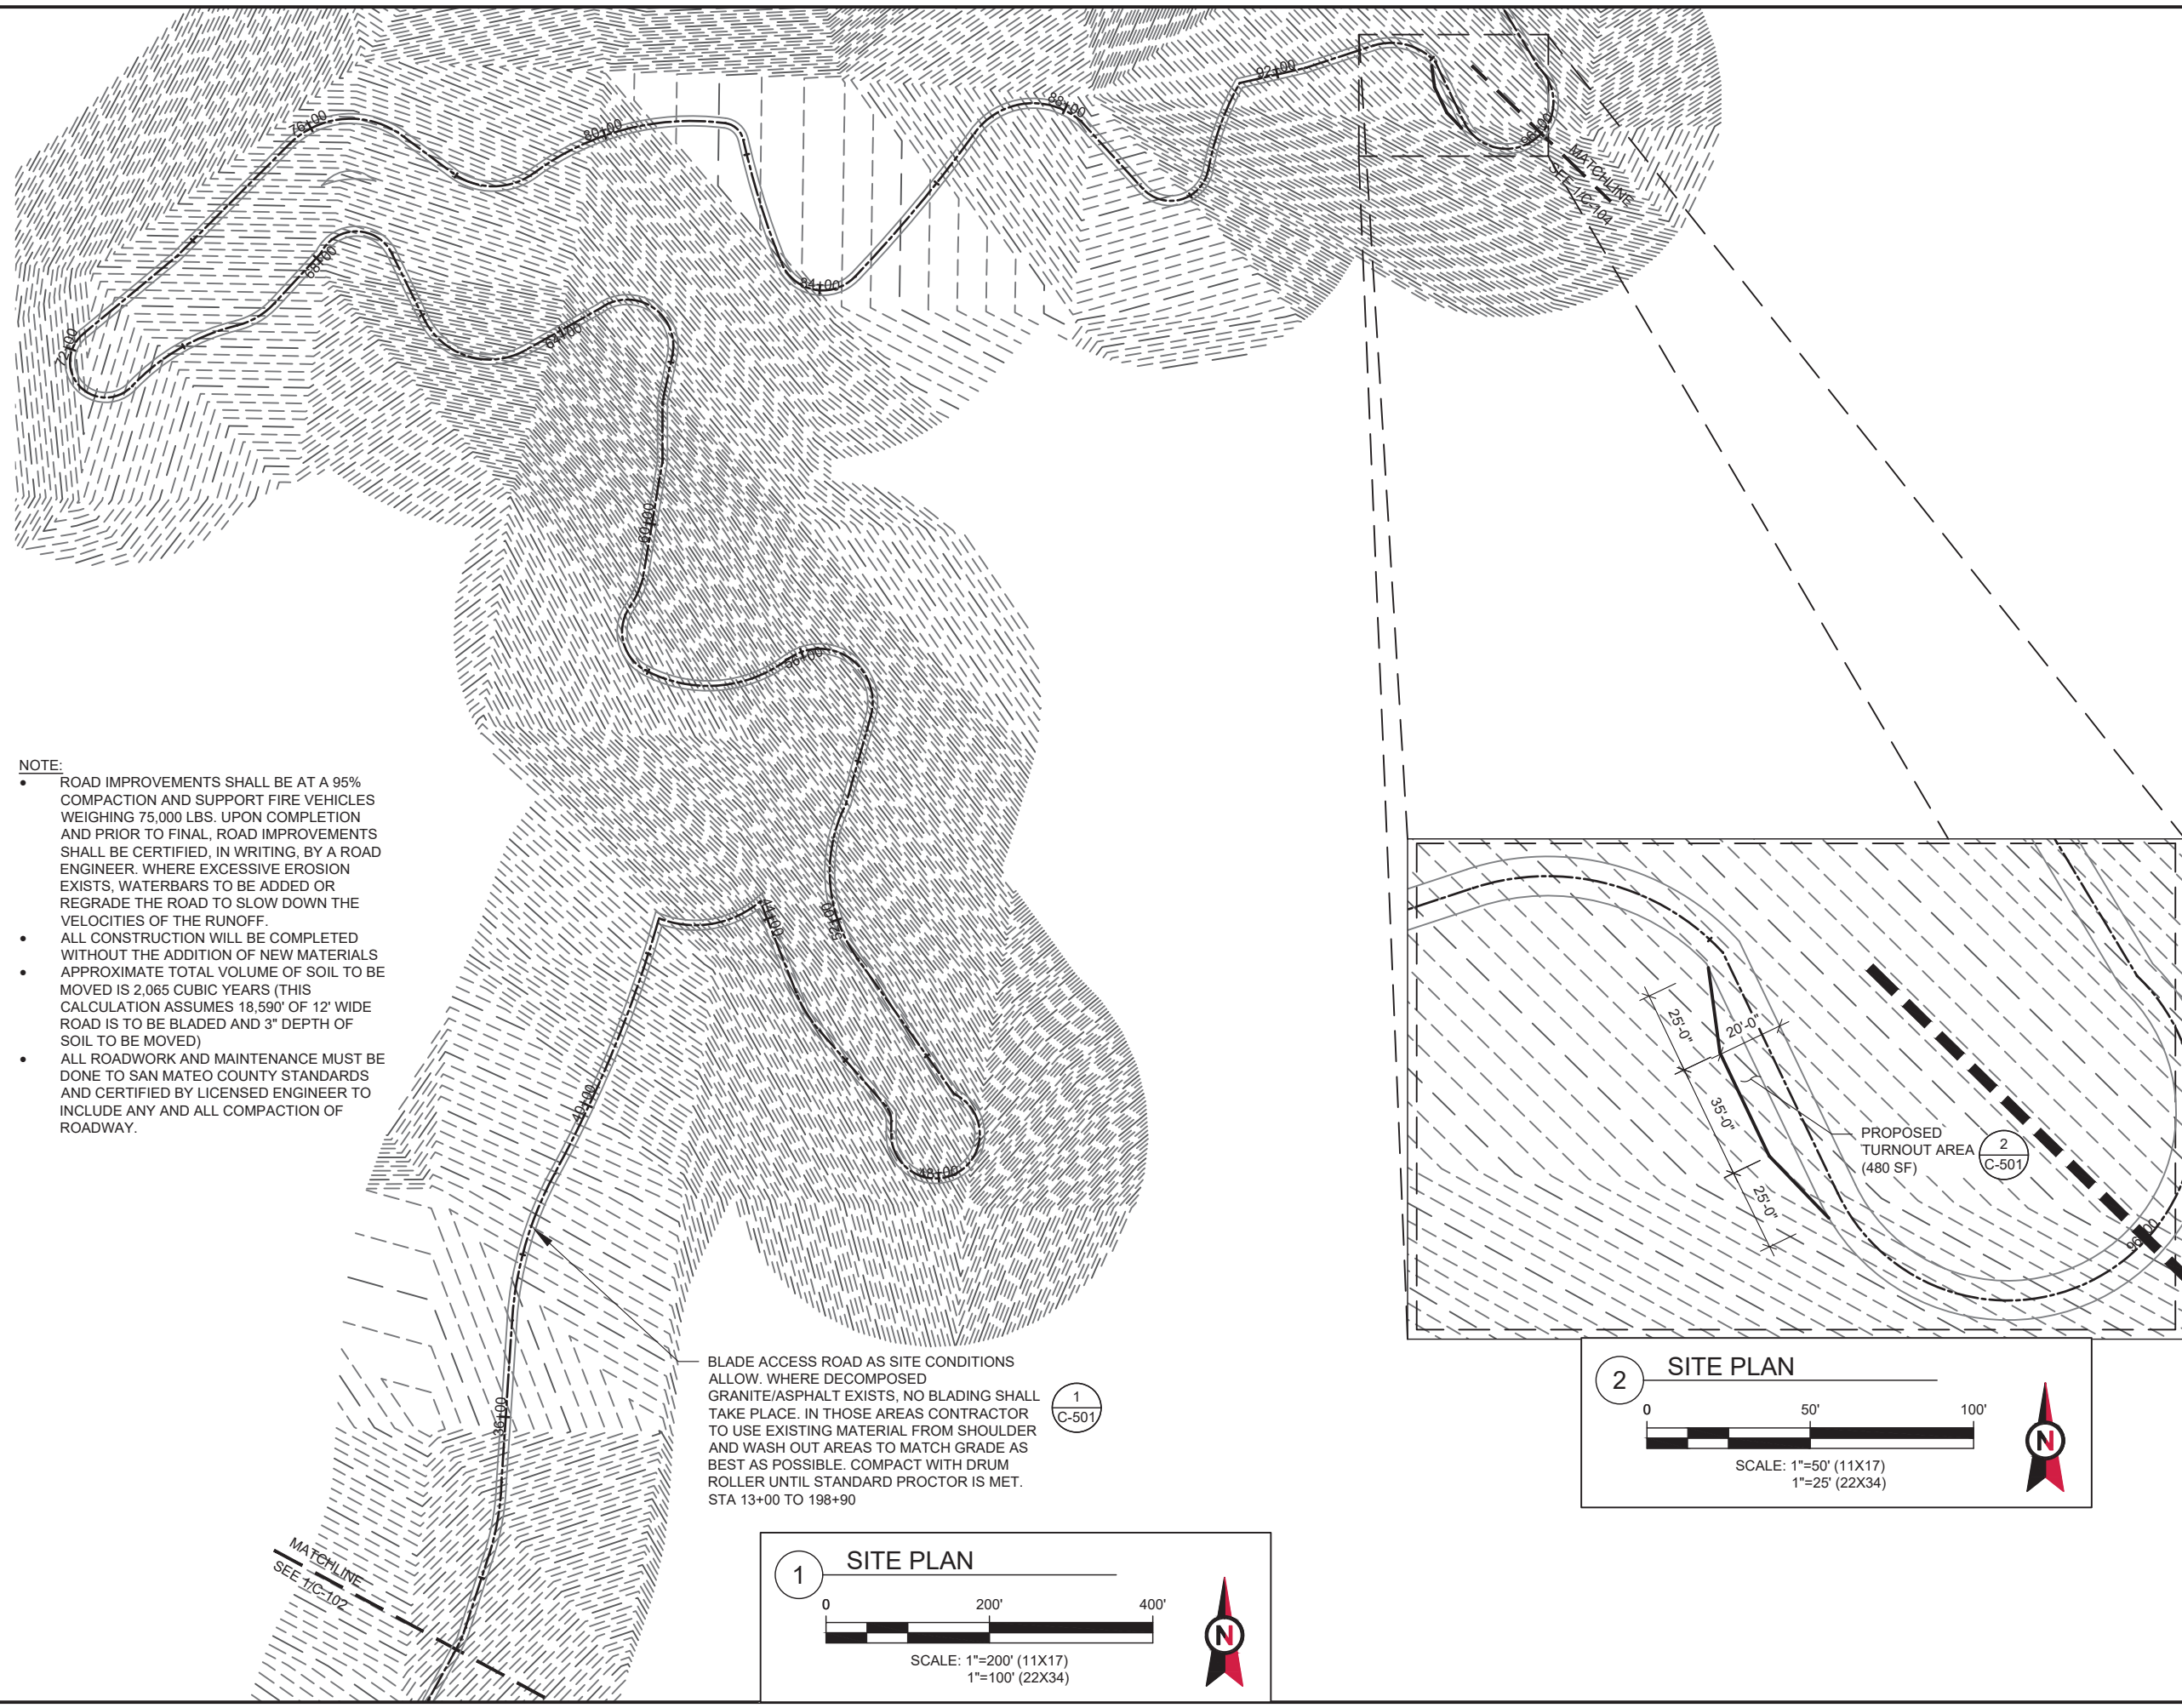 76+00
80+00
88+00
92+00
96+00
MATCHLINE
SEE 1/C-104
68+00
84+00
72+00
64+00
60+00
56+00
NOTE:
• ROAD IMPROVEMENTS SHALL BE AT A 95%
COMPACTION AND SUPPORT FIRE VEHICLES
WEIGHING 75,000 LBS. UPON COMPLETION
AND PRIOR TO FINAL, ROAD IMPROVEMENTS
SHALL BE CERTIFIED, IN WRITING, BY A ROAD
ENGINEER. WHERE EXCESSIVE EROSION
EXISTS, WATERBARS TO BE ADDED OR
REGRADE THE ROAD TO SLOW DOWN THE
VELOCITIES OF THE RUNOFF.
• ALL CONSTRUCTION WILL BE COMPLETED
WITHOUT THE ADDITION OF NEW MATERIALS
• APPROXIMATE TOTAL VOLUME OF SOIL TO BE
MOVED IS 2,065 CUBIC YEARS (THIS
CALCULATION ASSUMES 18,590' OF 12' WIDE
ROAD IS TO BE BLADED AND 3" DEPTH OF
SOIL TO BE MOVED)
• ALL ROADWORK AND MAINTENANCE MUST BE
DONE TO SAN MATEO COUNTY STANDARDS
AND CERTIFIED BY LICENSED ENGINEER TO
INCLUDE ANY AND ALL COMPACTION OF
ROADWAY.
44+00
52+00
40+00
48+00
36+00
25'-0"
20'-0"
35'-0"
25'-0"
PROPOSED
TURNOUT AREA
(480 SF)
2
C-501
96+00
BLADE ACCESS ROAD AS SITE CONDITIONS
ALLOW. WHERE DECOMPOSED
GRANITE/ASPHALT EXISTS, NO BLADING SHALL
TAKE PLACE. IN THOSE AREAS CONTRACTOR
TO USE EXISTING MATERIAL FROM SHOULDER
AND WASH OUT AREAS TO MATCH GRADE AS
BEST AS POSSIBLE. COMPACT WITH DRUM
ROLLER UNTIL STANDARD PROCTOR IS MET.
STA 13+00 TO 198+90
1
C-501
2 SITE PLAN
0 50' 100'
SCALE: 1"=50' (11X17)
1"=25' (22X34)
N
MATCHLINE
SEE 1/C-102
1 SITE PLAN
0 200' 400'
SCALE: 1"=200' (11X17)
1"=100' (22X34)
N